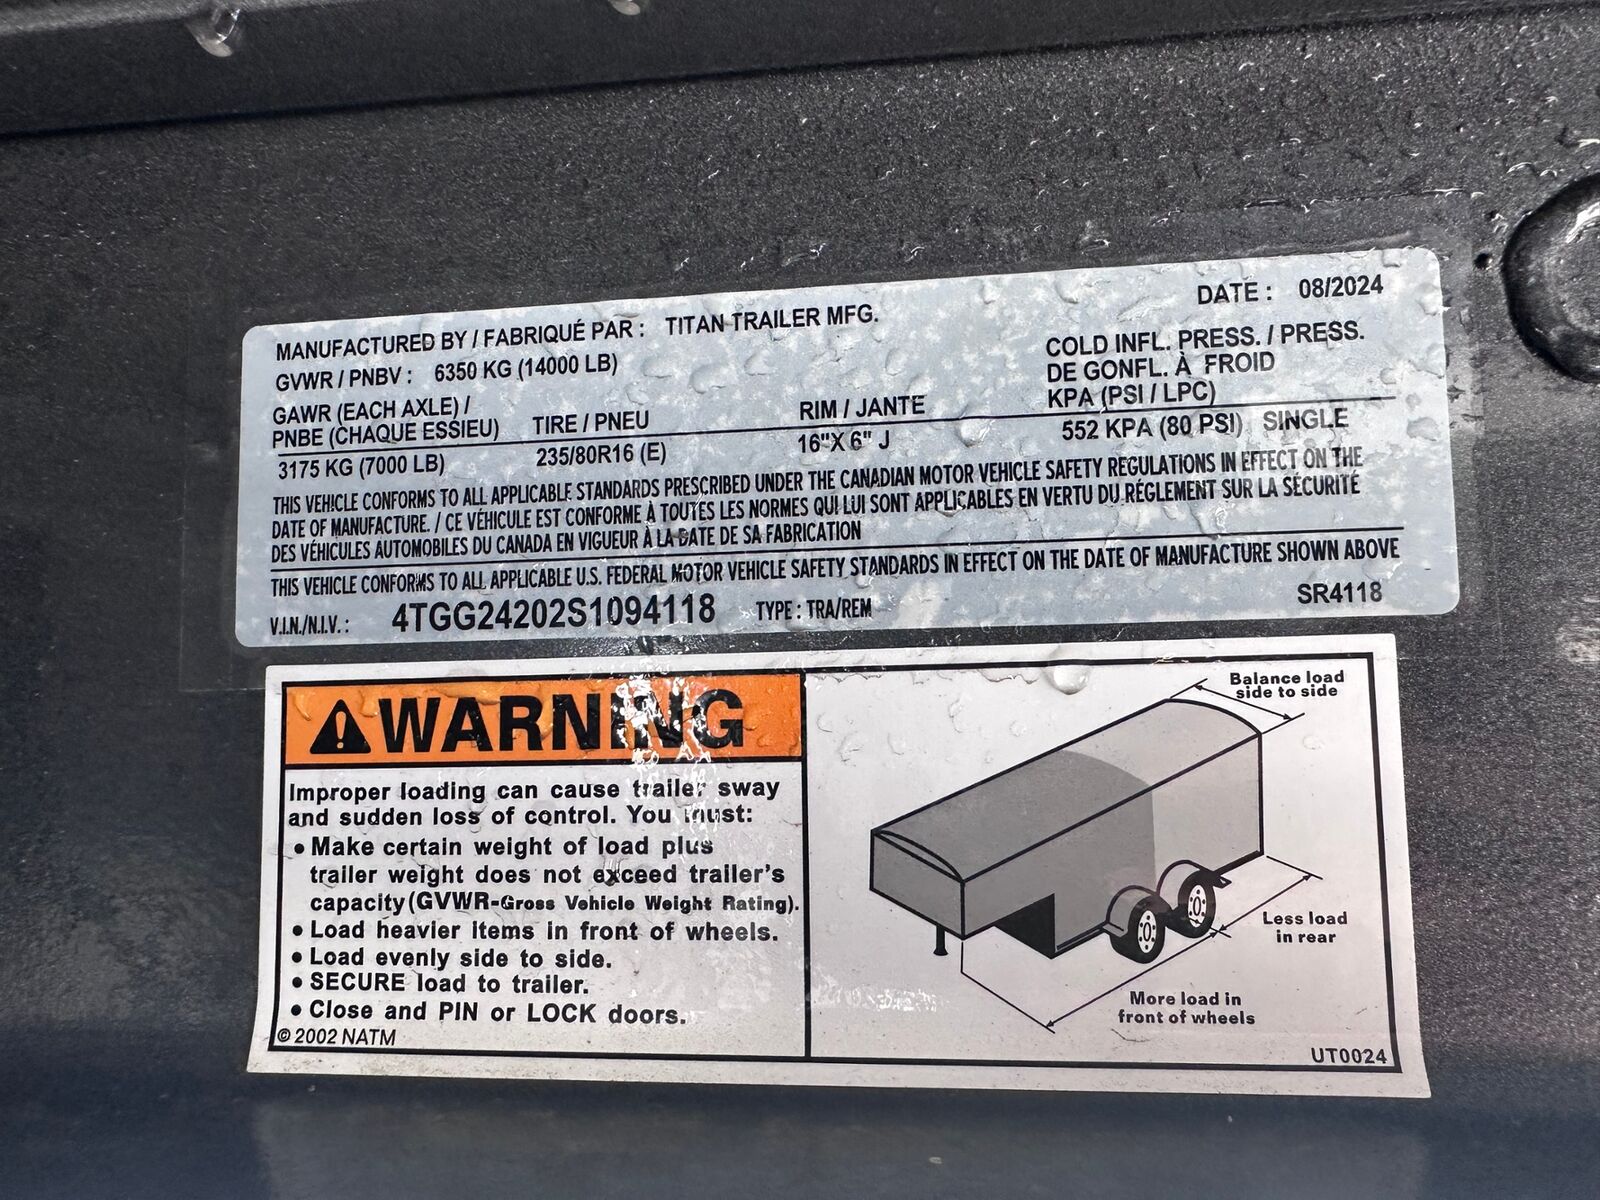 MANUFACTURED BY / FABRIQUÉ PAR : TITAN TRAILER MFG. DATE : 08/2024
GVWR / PNBV : 6350 KG (14000 LB)
COLD INFL. PRESS. / PRESS.
DE GONFL. À FROID
KPA (PSI / LPC)
GAWR (EACH AXLE) /
PNBE (CHAQUE ESSIEU) TIRE / PNEU RIM / JANTE
3175 KG (7000 LB) 235/80R16 (E) 16"X 6" J 552 KPA (80 PSI) SINGLE
THIS VEHICLE CONFORMS TO ALL APPLICABLE STANDARDS PRESCRIBED UNDER THE CANADIAN MOTOR VEHICLE SAFETY REGULATIONS IN EFFECT ON THE
DATE OF MANUFACTURE. / CE VÉHICULE EST CONFORME À TOUTES LES NORMES QUI LUI SONT APPLICABLES EN VERTU DU RÉGLEMENT SUR LA SÉCURITÉ
DES VÉHICULES AUTOMOBILES DU CANADA EN VIGUEUR À LA DATE DE SA FABRICATION
THIS VEHICLE CONFORMS TO ALL APPLICABLE U.S. FEDERAL MOTOR VEHICLE SAFETY STANDARDS IN EFFECT ON THE DATE OF MANUFACTURE SHOWN ABOVE
V.I.N./N.I.V. : 4TGG24202S1094118 TYPE : TRA/REM SR4118
WARNING
Improper loading can cause trailer sway
and sudden loss of control. You must:
• Make certain weight of load plus
trailer weight does not exceed trailer's
capacity (GVWR-Gross Vehicle Weight Rating).
• Load heavier items in front of wheels.
• Load evenly side to side.
• SECURE load to trailer.
• Close and PIN or LOCK doors.
© 2002 NATM
Balance load
side to side
Less load
in rear
More load in
front of wheels
UT0024